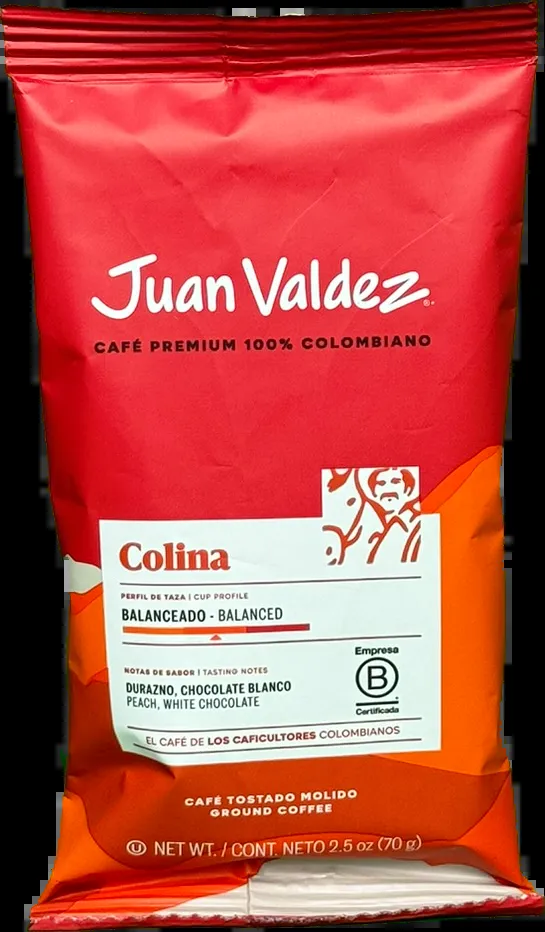 Juan Valdez®
CAFÉ PREMIUM 100% COLOMBIANO
Colina
PERFIL DE TAZA | CUP PROFILE
BALANCEADO - BALANCED
NOTAS DE SABOR | TASTING NOTES
DURAZNO, CHOCOLATE BLANCO
PEACH, WHITE CHOCOLATE
Empresa
B
Certificada
EL CAFÉ DE LOS CAFICULTORES COLOMBIANOS
CAFÉ TOSTADO MOLIDO
GROUND COFFEE
U NET WT. / CONT. NETO 2.5 oz (70 g)